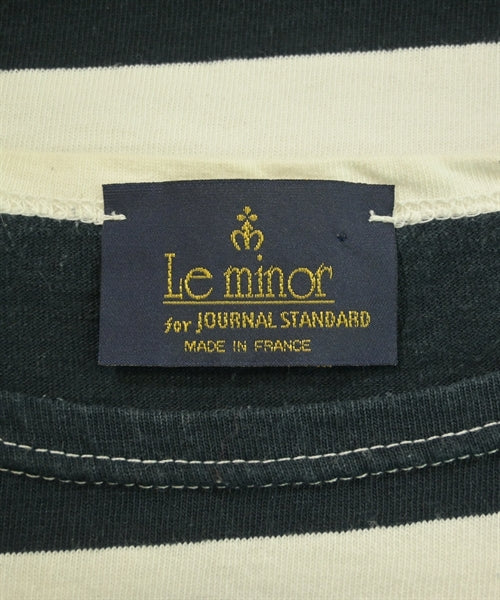 Le minor
for JOURNAL STANDARD
MADE IN FRANCE